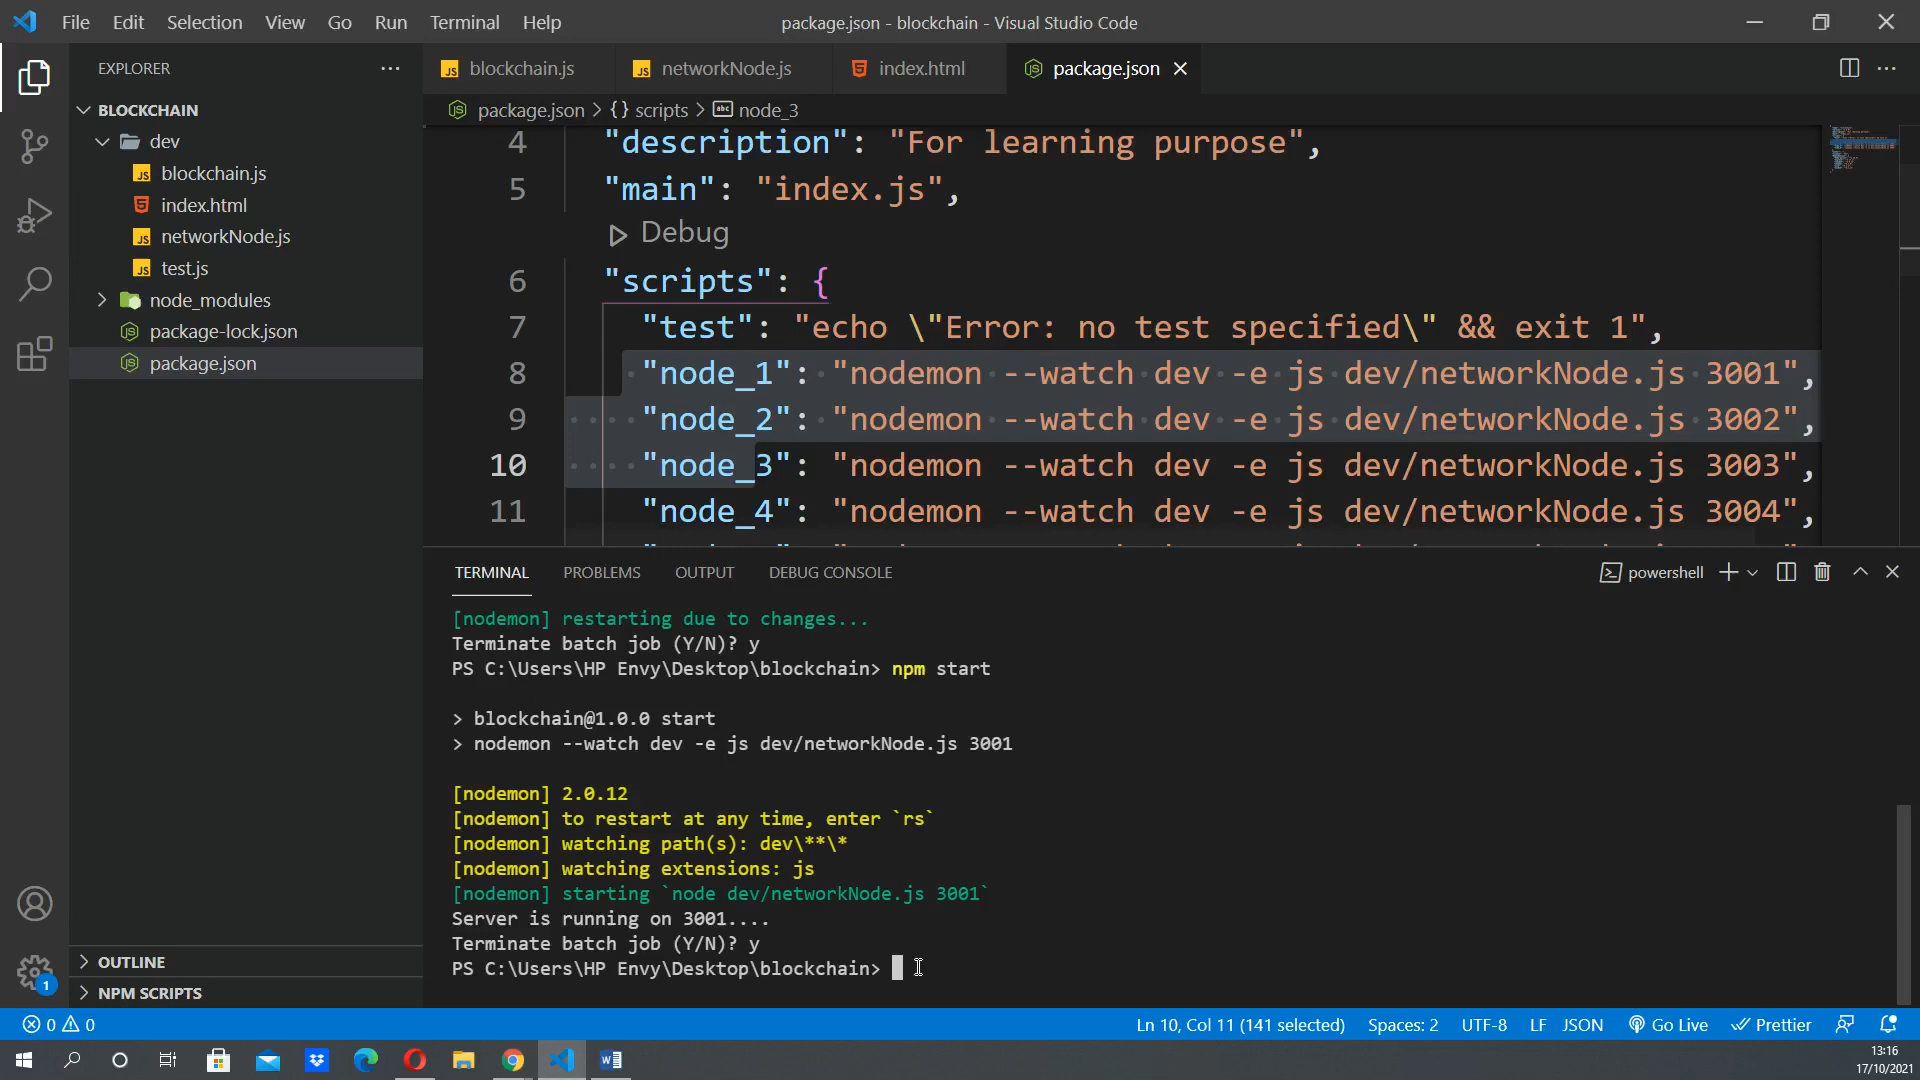 File Edit Selection View Go Run Terminal Help
package.json - blockchain - Visual Studio Code
EXPLORER
BLOCKCHAIN
dev
blockchain.js
index.html
networkNode.js
test.js
node_modules
package-lock.json
package.json
OUTLINE
NPM SCRIPTS
1
blockchain.js networkNode.js index.html package.json
package.json > {} scripts > abc node_3
4 "description": "For learning purpose",
5 "main": "index.js",
Debug
6 "scripts": {
7 "test": "echo \"Error: no test specified\" && exit 1",
8 "node_1": "nodemon --watch dev -e js dev/networkNode.js 3001",
9 "node_2": "nodemon --watch dev -e js dev/networkNode.js 3002",
10 "node_3": "nodemon --watch dev -e js dev/networkNode.js 3003",
11 "node_4": "nodemon --watch dev -e js dev/networkNode.js 3004",
TERMINAL PROBLEMS OUTPUT DEBUG CONSOLE
powershell
[nodemon] restarting due to changes...
Terminate batch job (Y/N)? y
PS C:\Users\HP Envy\Desktop\blockchain> npm start
> blockchain@1.0.0 start
> nodemon --watch dev -e js dev/networkNode.js 3001
[nodemon] 2.0.12
[nodemon] to restart at any time, enter `rs`
[nodemon] watching path(s): dev\**\*
[nodemon] watching extensions: js
[nodemon] starting `node dev/networkNode.js 3001`
Server is running on 3001....
Terminate batch job (Y/N)? y
PS C:\Users\HP Envy\Desktop\blockchain>
0 0
Ln 10, Col 11 (141 selected) Spaces: 2 UTF-8 LF JSON Go Live Prettier
13:16
17/10/2021